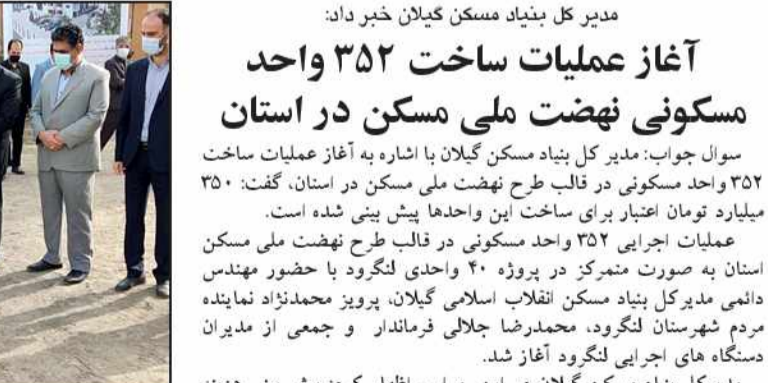 مدیر کل بنیاد مسکن گیلان خبر داد:
آغاز عملیات ساخت ۳۵۲ واحد
مسکونی نهضت ملی مسکن در استان
سوال جواب: مدیر کل بنیاد مسکن گیلان با اشاره به آغاز عملیات ساخت
۳۵۲ واحد مسکونی در قالب طرح نهضت ملی مسکن در استان، گفت: ۳۵۰
میلیارد تومان اعتبار برای ساخت این واحدها پیش بینی شده است.
عملیات اجرایی ۳۵۲ واحد مسکونی در قالب طرح نهضت ملی مسکن
استان به صورت متمرکز در پروژه ۴۰ واحدی لنگرود با حضور مهندس
دائمی مدیرکل بنیاد مسکن انقلاب اسلامی گیلان، پرویز محمدنژاد نماینده
مردم شهرستان لنگرود، محمدرضا جلالی فرماندار و جمعی از مدیران
دستگاه های اجرایی لنگرود آغاز شد.